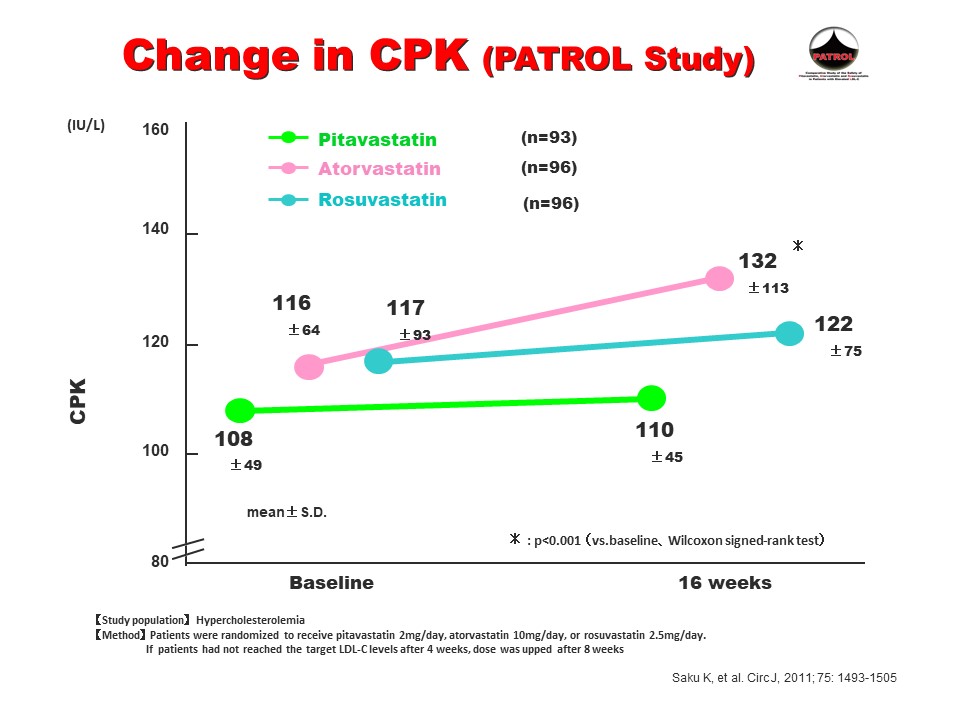 Change in CPK (PATROL Study)
PATROL
Comparative Study of the Safety of
Pitavastatin, Atorvastatin and Rosuvastatin
in Patients with Elevated LDL-C
(IU/L)
160
Pitavastatin (n=93)
Atorvastatin (n=96)
Rosuvastatin (n=96)
140
132 *
±113
116
±64
117
±93
122
±75
120
CPK
108
±49
110
±45
100
mean± S.D.
* : p<0.001 (vs.baseline、Wilcoxon signed-rank test)
80
Baseline 16 weeks
【Study population】 Hypercholesterolemia
【Method】 Patients were randomized to receive pitavastatin 2mg/day, atorvastatin 10mg/day, or rosuvastatin 2.5mg/day.
If patients had not reached the target LDL-C levels after 4 weeks, dose was upped after 8 weeks
Saku K, et al. Circ J, 2011; 75: 1493-1505